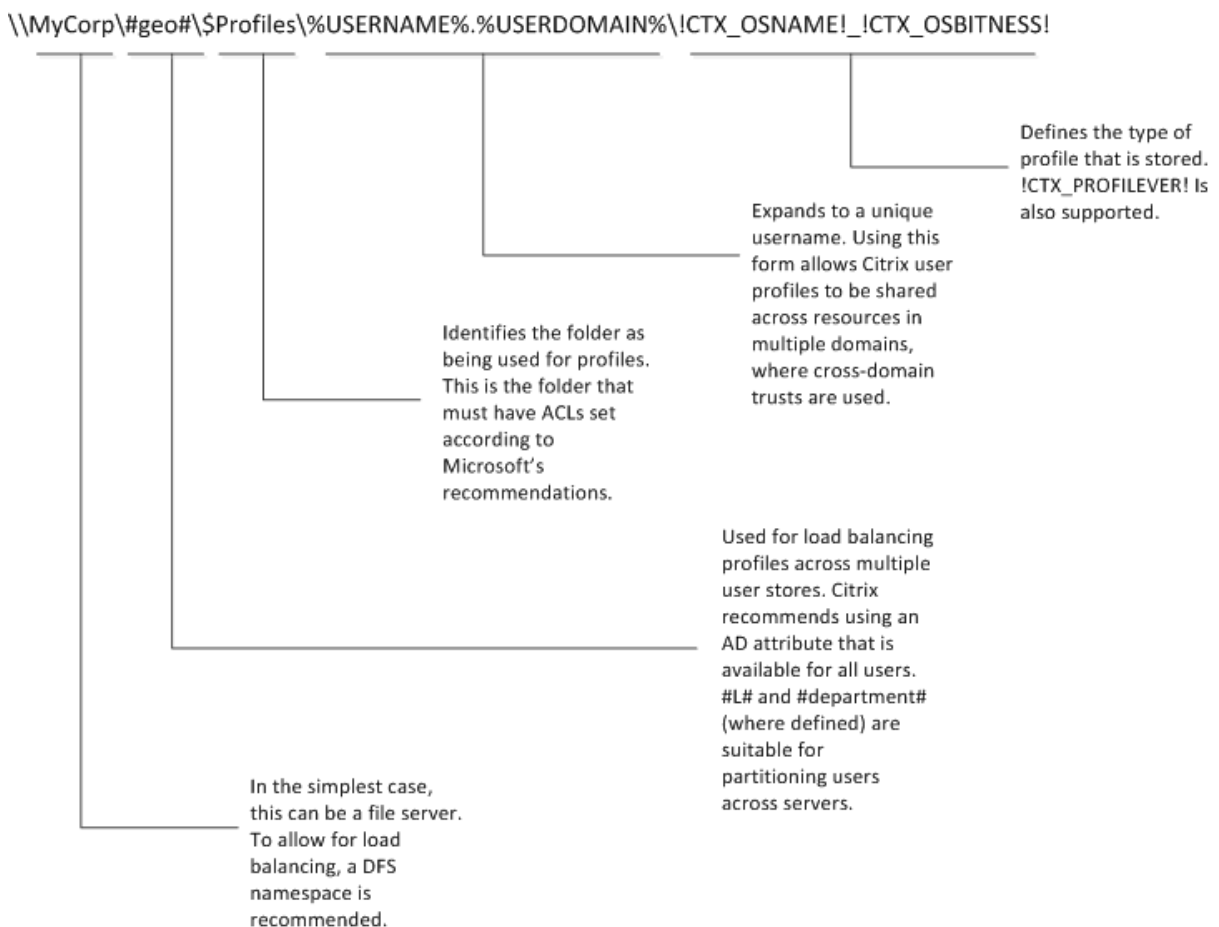 \\MyCorp\#geo#\$Profiles\%USERNAME%.%USERDOMAIN%\!CTX_OSNAME!_!CTX_OSBITNESS!
Defines the type of
profile that is stored.
!CTX_PROFILEVER! Is
also supported.
Expands to a unique
username. Using this
form allows Citrix user
profiles to be shared
across resources in
multiple domains,
where cross-domain
trusts are used.
Identifies the folder as
being used for profiles.
This is the folder that
must have ACLs set
according to
Microsoft's
recommendations.
Used for load balancing
profiles across multiple
user stores. Citrix
recommends using an
AD attribute that is
available for all users.
#L# and #department#
(where defined) are
suitable for
partitioning users
across servers.
In the simplest case,
this can be a file server.
To allow for load
balancing, a DFS
namespace is
recommended.